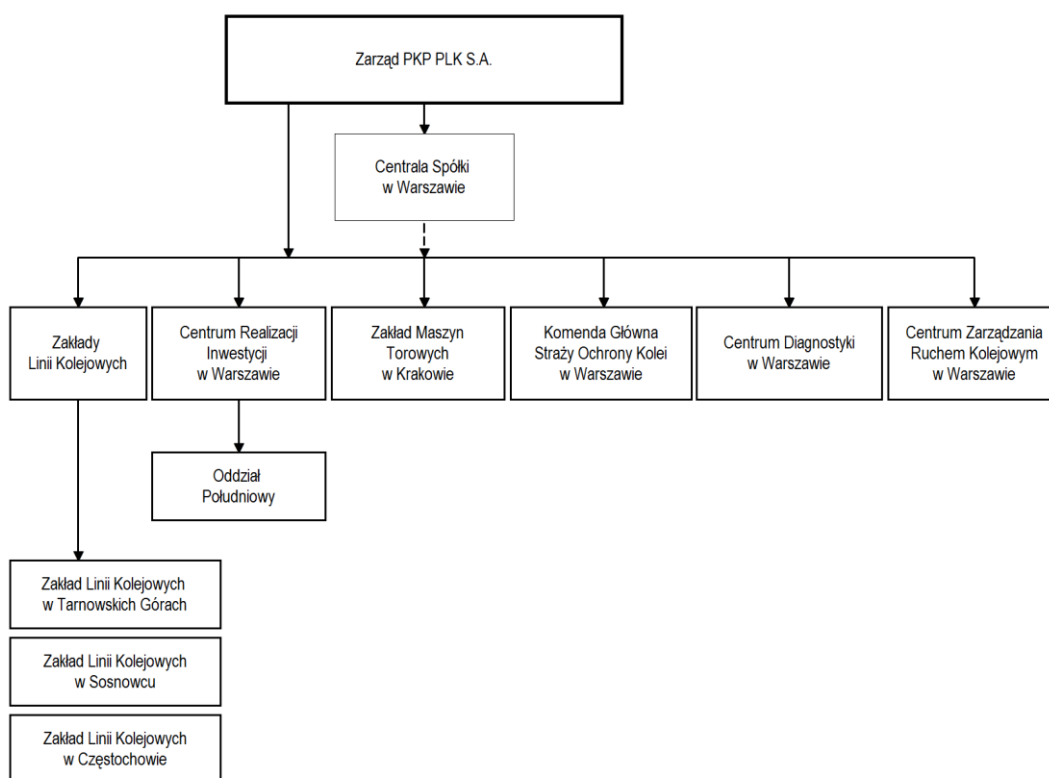 Zarząd PKP PLK S.A.
Centrala Spółki
w Warszawie
Zakłady
Linii Kolejowych
Centrum Realizacji
Inwestycji
w Warszawie
Zakład Maszyn
Torowych
w Krakowie
Komenda Główna
Straży Ochrony Kolei
w Warszawie
Centrum Diagnostyki
w Warszawie
Centrum Zarządzania
Ruchem Kolejowym
w Warszawie
Oddział
Południowy
Zakład Linii Kolejowych
w Tarnowskich Górach
Zakład Linii Kolejowych
w Sosnowcu
Zakład Linii Kolejowych
w Częstochowie